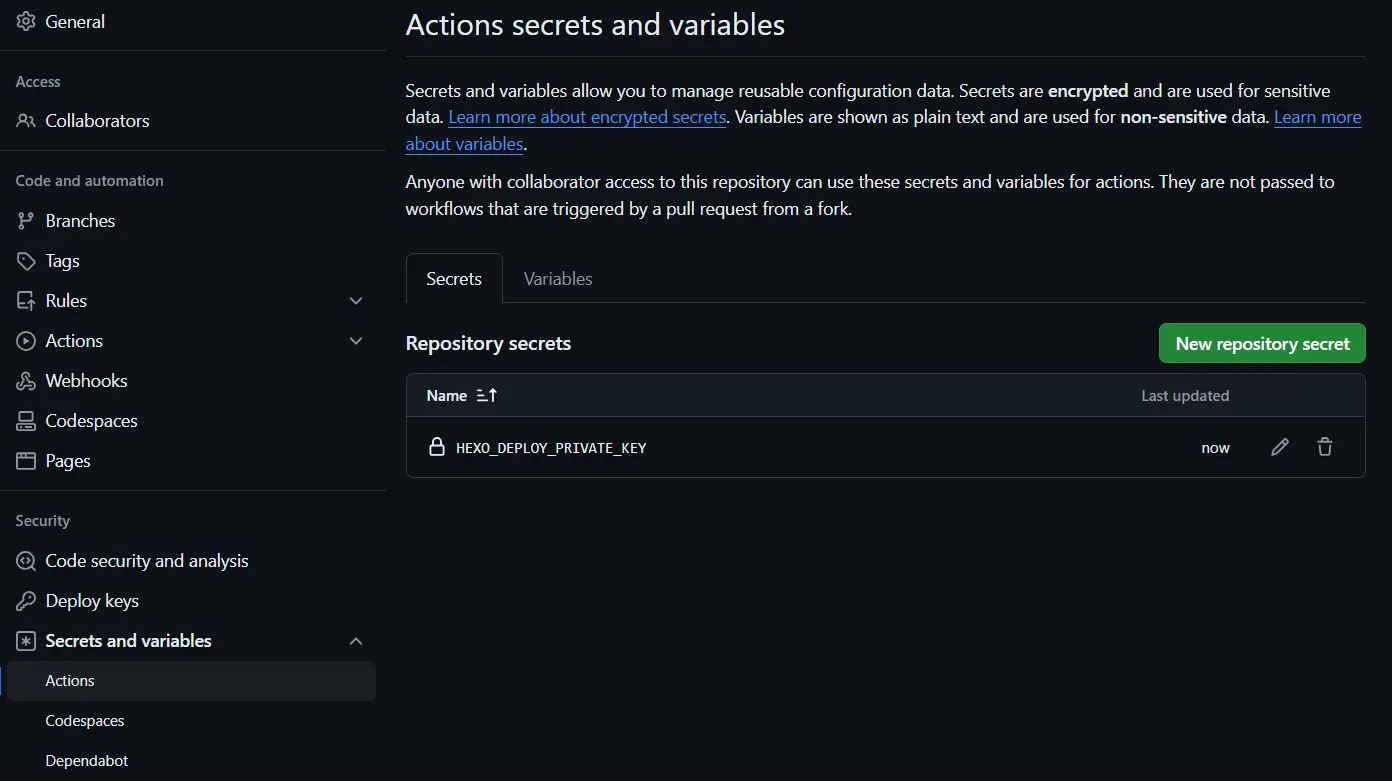 General
Access
Collaborators
Code and automation
Branches
Tags
Rules
Actions
Webhooks
Codespaces
Pages
Security
Code security and analysis
Deploy keys
Secrets and variables
Actions
Codespaces
Dependabot
Actions secrets and variables
Secrets and variables allow you to manage reusable configuration data. Secrets are encrypted and are used for sensitive
data. Learn more about encrypted secrets. Variables are shown as plain text and are used for non-sensitive data. Learn more
about variables.
Anyone with collaborator access to this repository can use these secrets and variables for actions. They are not passed to
workflows that are triggered by a pull request from a fork.
Secrets Variables
Repository secrets New repository secret
Name Last updated
HEXO_DEPLOY_PRIVATE_KEY now